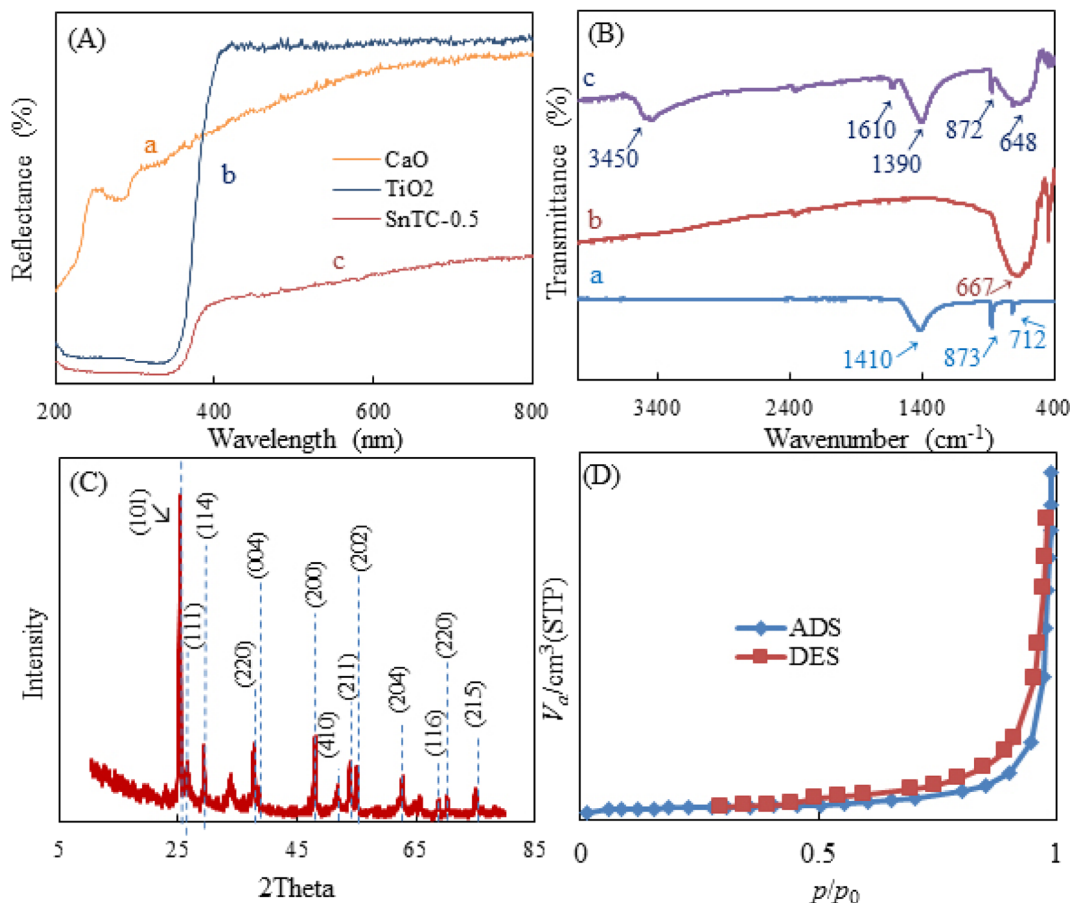 (A)
Reflectance (%)
a
b
c
CaO
TiO2
SnTC-0.5
200
400
600
800
Wavelength (nm)
(B)
Transmittance (%)
c
3450
1610
1390
872
648
b
667
a
1410
873
712
3400
2400
1400
400
Wavenumber (cm-1)
(C)
Intensity
(101)
(111)
(114)
(220)
(004)
(200)
(410)
(211)
(202)
(204)
(116)
(220)
(215)
5
25
45
65
85
2Theta
(D)
Va/cm3(STP)
ADS
DES
0
0.5
1
p/p0